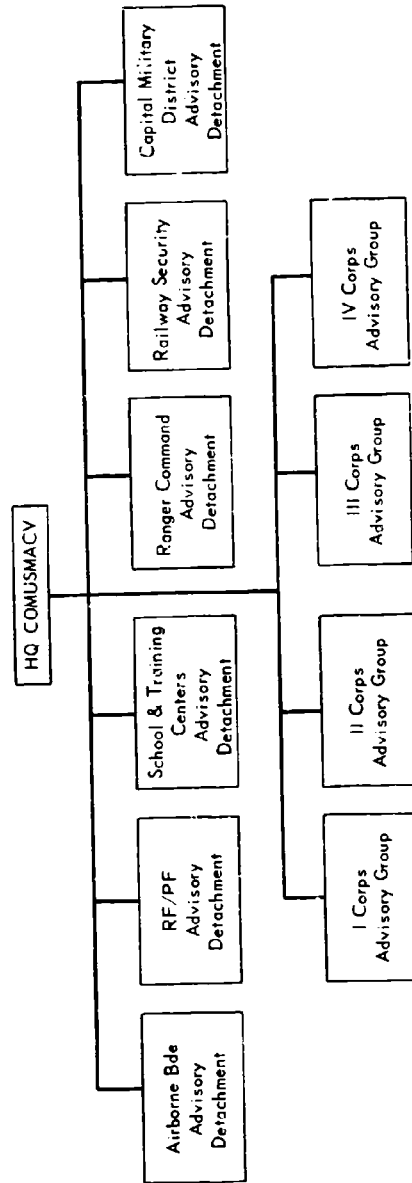 HQ COMUSMACV
Airborne Bde
Advisory
Detachment
RF/PF
Advisory
Detachment
School & Training
Centers
Advisory
Detachment
Ranger Command
Advisory
Detachment
Railway Security
Advisory
Detachment
Capital Military
District
Advisory
Detachment
I Corps
Advisory Group
II Corps
Advisory Group
III Corps
Advisory Group
IV Corps
Advisory Group